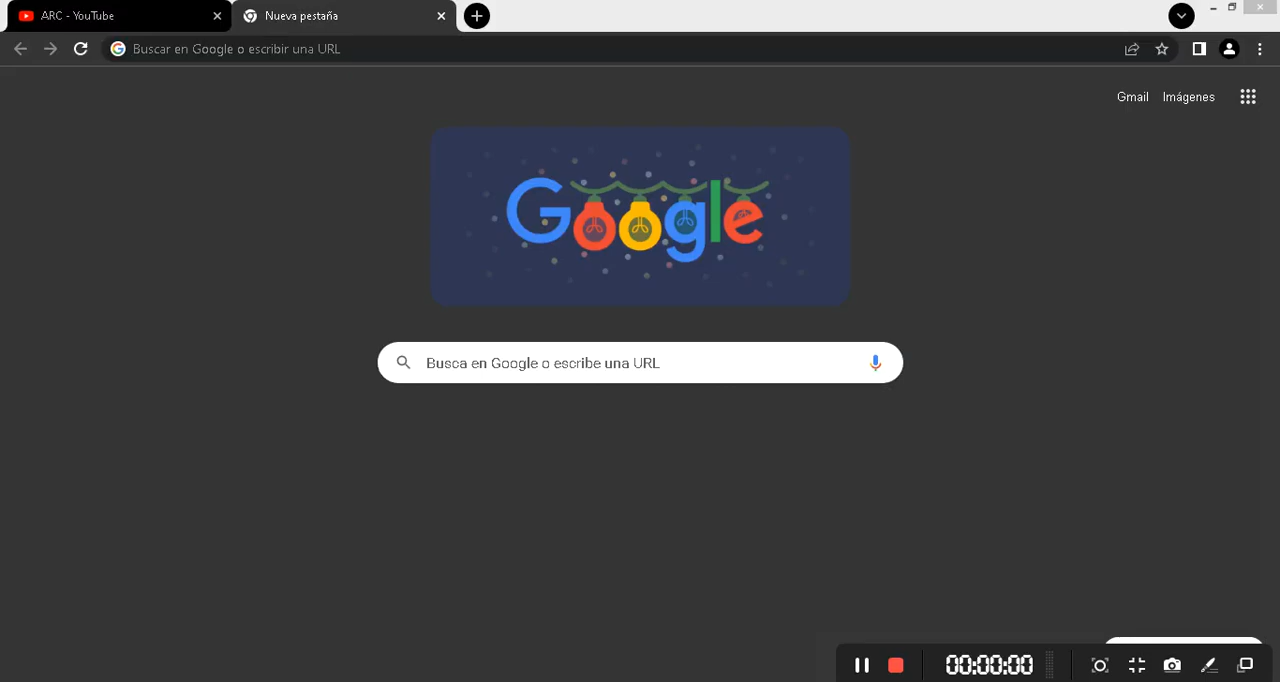 ARC - YouTube
Nueva pestaña
Buscar en Google o escribir una URL
Gmail Imágenes
Google
Busca en Google o escribe una URL
00:00:00